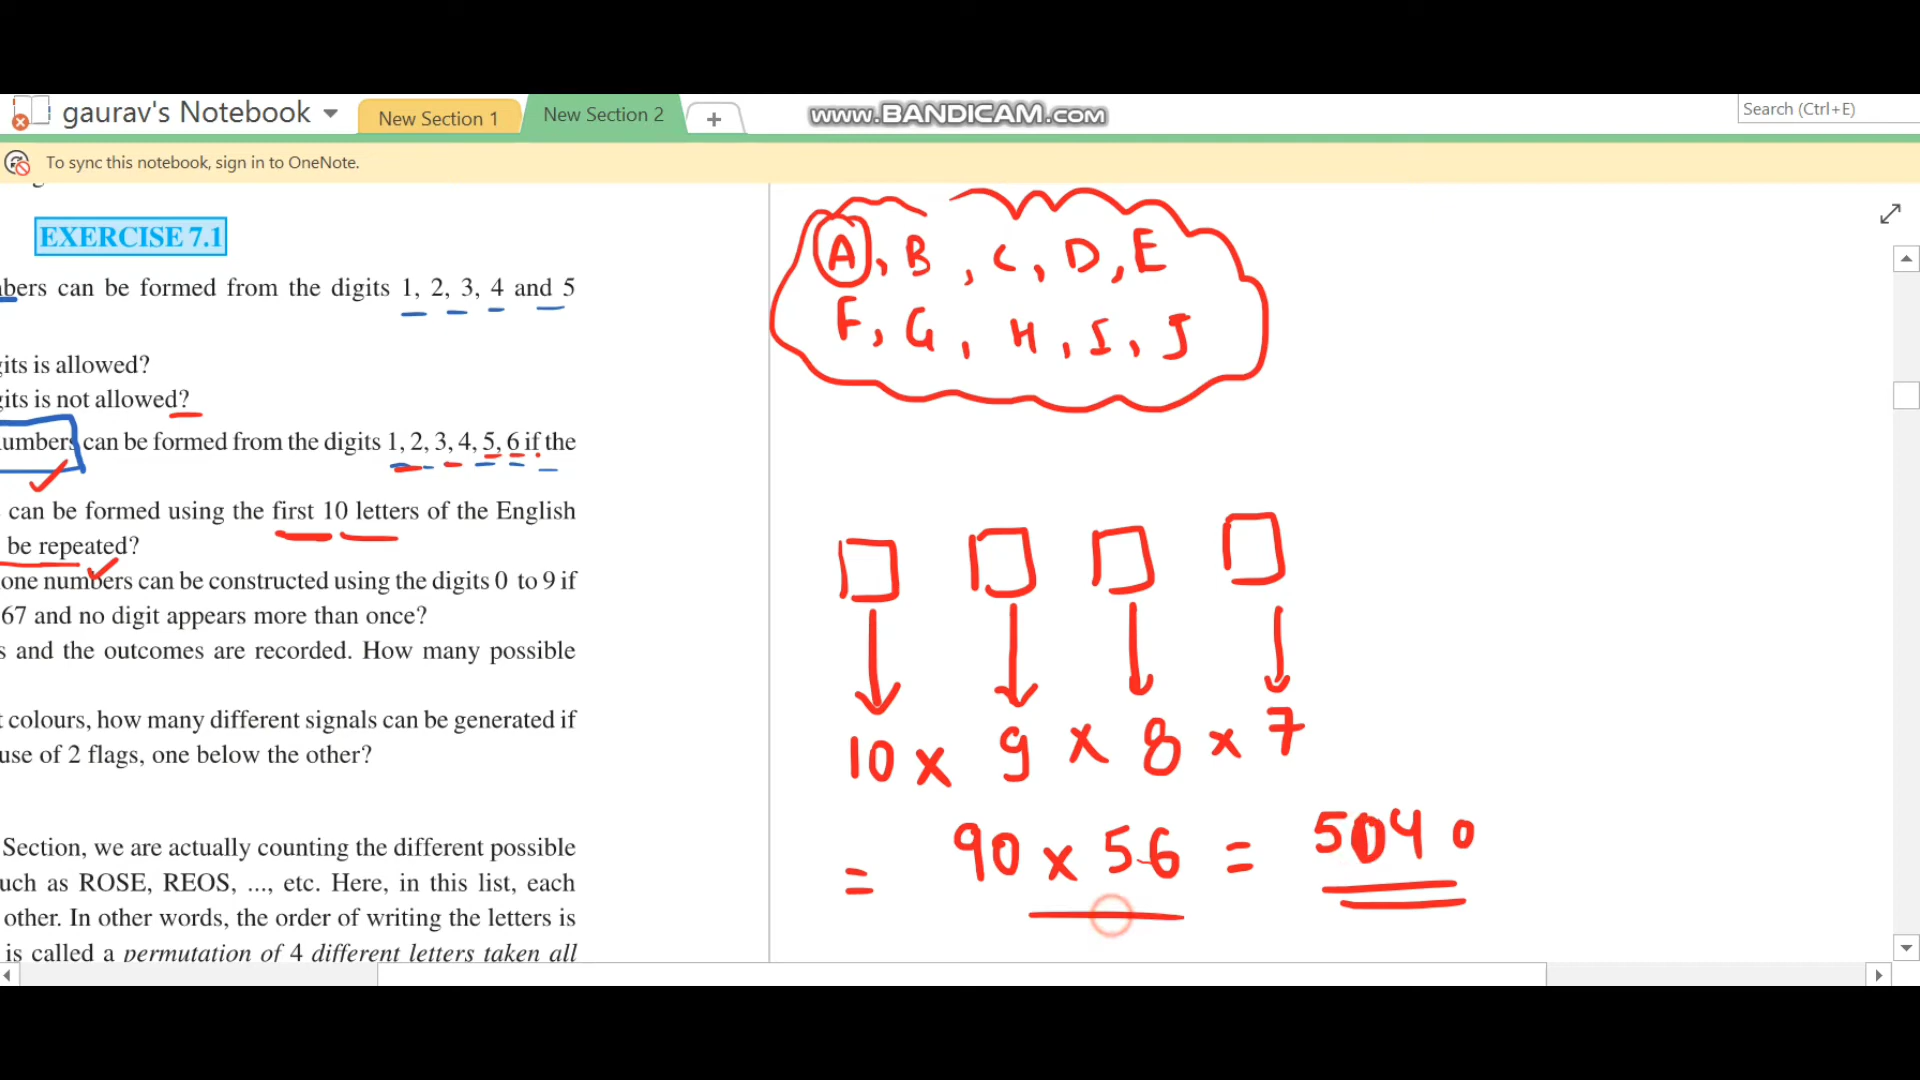 gaurav's Notebook
New Section 1
New Section 2
+
www.BANDICAM.com
Search (Ctrl+E)
To sync this notebook, sign in to OneNote.
EXERCISE 7.1
bers can be formed from the digits 1, 2, 3, 4 and 5
gits is allowed?
gits is not allowed?
umbers can be formed from the digits 1, 2, 3, 4, 5, 6 if the
can be formed using the first 10 letters of the English
be repeated?
one numbers can be constructed using the digits 0 to 9 if
67 and no digit appears more than once?
s and the outcomes are recorded. How many possible
t colours, how many different signals can be generated if
use of 2 flags, one below the other?
Section, we are actually counting the different possible
uch as ROSE, REOS, ..., etc. Here, in this list, each
other. In other words, the order of writing the letters is
is called a permutation of 4 different letters taken all
A, B, C, D, E
F, G, H, I, J
10 x 9 x 8 x 7
= 90 x 56 = 5040